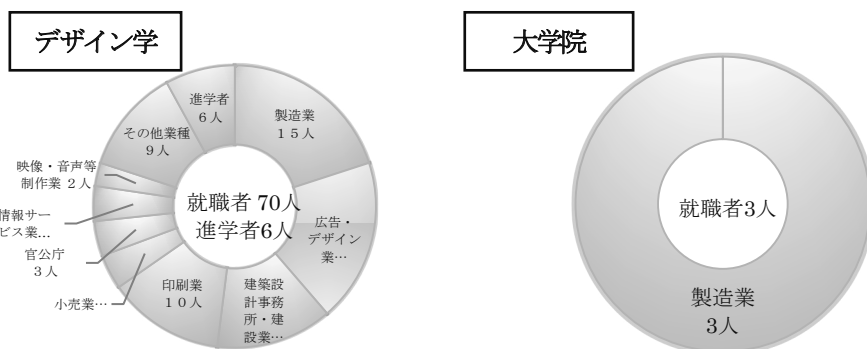 デザイン学
大学院
進学者
6人
製造業
15人
その他業種
9人
映像・音声等
制作業 2人
情報サー
ビス業...
官公庁
3人
小売業…
印刷業
10人
建築設
計事務
所・建
設業…
広告・
デザイン
業…
就職者 70人
進学者6人
就職者3人
製造業
3人